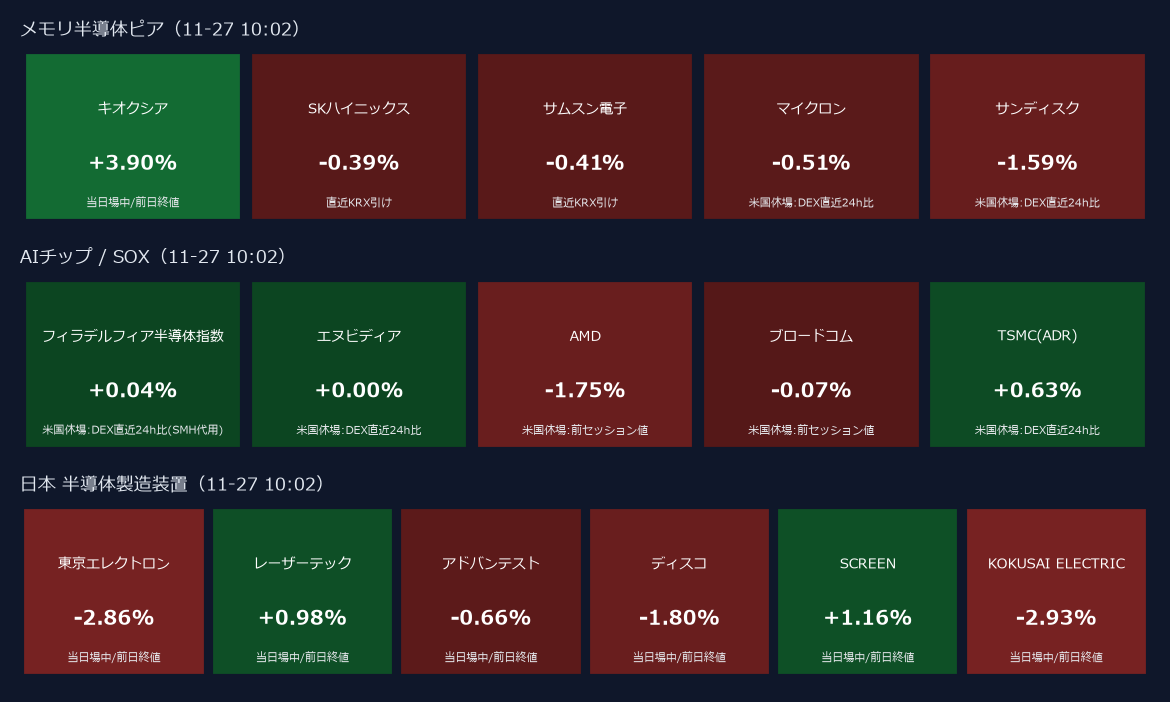 メモリ半導体ピア（11-27 10:02）
キオクシア
+3.90%
当日場中/前日終値
SKハイニックス
-0.39%
直近KRX引け
サムスン電子
-0.41%
直近KRX引け
マイクロン
-0.51%
米国休場:DEX直近24h比
サンディスク
-1.59%
米国休場:DEX直近24h比
AIチップ / SOX（11-27 10:02）
フィラデルフィア半導体指数
+0.04%
米国休場:DEX直近24h比(SMH代用)
エヌビディア
+0.00%
米国休場:DEX直近24h比
AMD
-1.75%
米国休場:前セッション値
ブロードコム
-0.07%
米国休場:前セッション値
TSMC(ADR)
+0.63%
米国休場:DEX直近24h比
日本 半導体製造装置（11-27 10:02）
東京エレクトロン
-2.86%
当日場中/前日終値
レーザーテック
+0.98%
当日場中/前日終値
アドバンテスト
-0.66%
当日場中/前日終値
ディスコ
-1.80%
当日場中/前日終値
SCREEN
+1.16%
当日場中/前日終値
KOKUSAI ELECTRIC
-2.93%
当日場中/前日終値